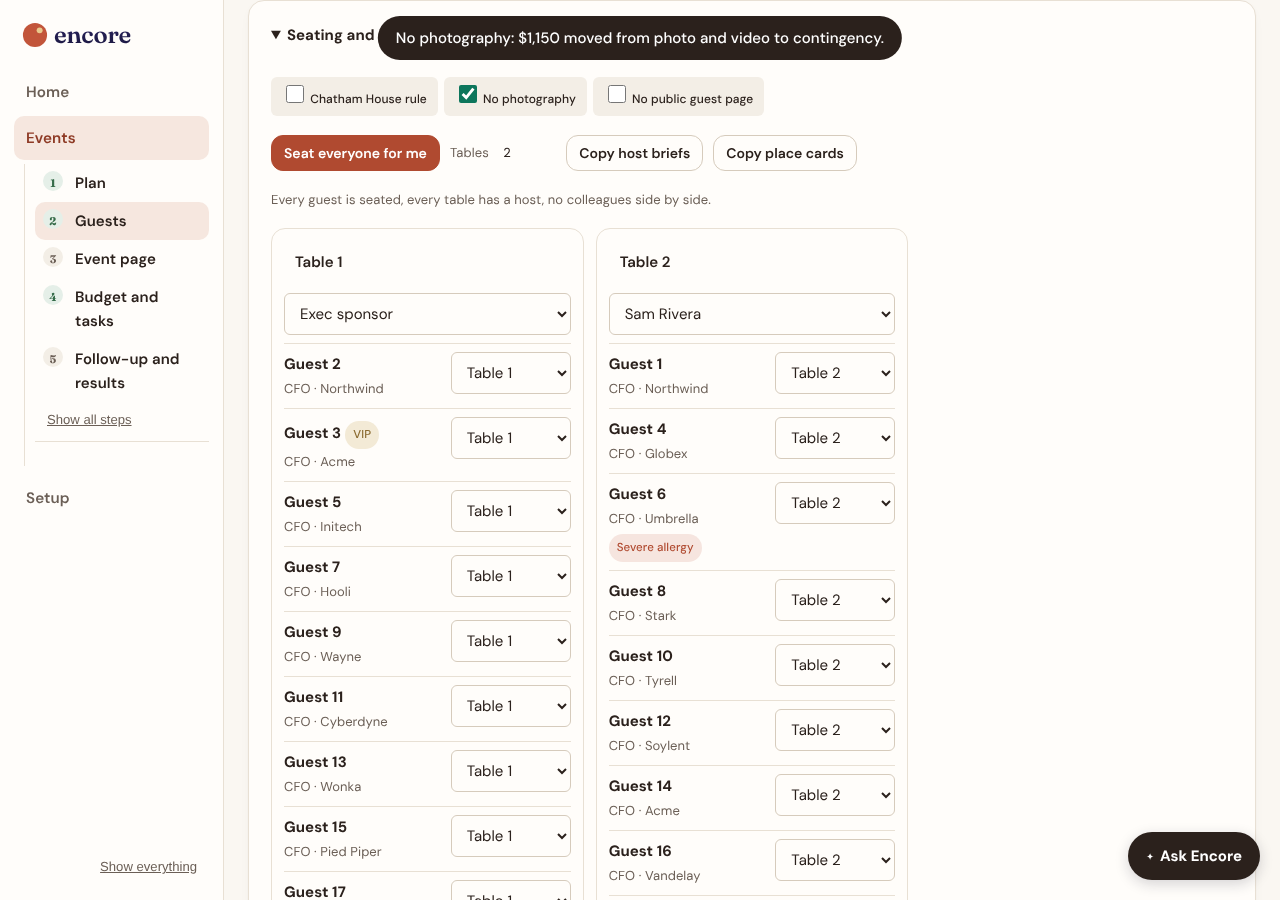 encore
Home
Events
1 Plan
2 Guests
3 Event page
4 Budget and
tasks
5 Follow-up and
results
Show all steps
Setup
Show everything
Seating and
No photography: $1,150 moved from photo and video to contingency.
Chatham House rule
No photography
No public guest page
Seat everyone for me
Tables 2
Copy host briefs
Copy place cards
Every guest is seated, every table has a host, no colleagues side by side.
Table 1
Exec sponsor
Guest 2
CFO · Northwind
Table 1
Guest 3 VIP
CFO · Acme
Table 1
Guest 5
CFO · Initech
Table 1
Guest 7
CFO · Hooli
Table 1
Guest 9
CFO · Wayne
Table 1
Guest 11
CFO · Cyberdyne
Table 1
Guest 13
CFO · Wonka
Table 1
Guest 15
CFO · Pied Piper
Table 1
Guest 17
Table 1
Table 2
Sam Rivera
Guest 1
CFO · Northwind
Table 2
Guest 4
CFO · Globex
Table 2
Guest 6
CFO · Umbrella
Severe allergy
Table 2
Guest 8
CFO · Stark
Table 2
Guest 10
CFO · Tyrell
Table 2
Guest 12
CFO · Soylent
Table 2
Guest 14
CFO · Acme
Table 2
Guest 16
CFO · Vandelay
Table 2
Ask Encore